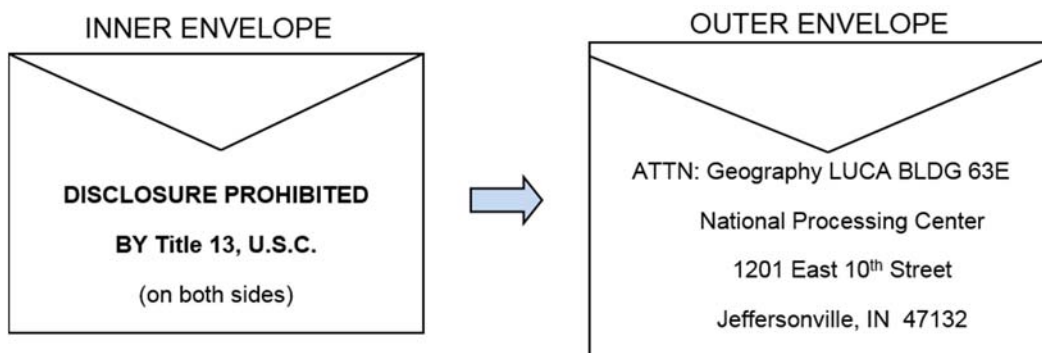 INNER ENVELOPE
DISCLOSURE PROHIBITED
BY Title 13, U.S.C.
(on both sides)
OUTER ENVELOPE
ATTN: Geography LUCA BLDG 63E
National Processing Center
1201 East 10th Street
Jeffersonville, IN 47132